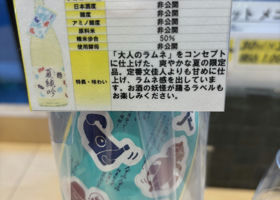 日本酒度 非公開
酸度 非公開
アミノ酸度 非公開
原料米 非公開
精米歩合 50%
使用酵母 非公開
特長・味わい
「大人のラムネ」をコンセプト
に仕上げた、爽やかな夏の限定
品。定番文佳人よりも甘めに仕
上げ、ラムネ感を出していま
す。お酒の妖怪が踊るラベルも
お楽しみください。